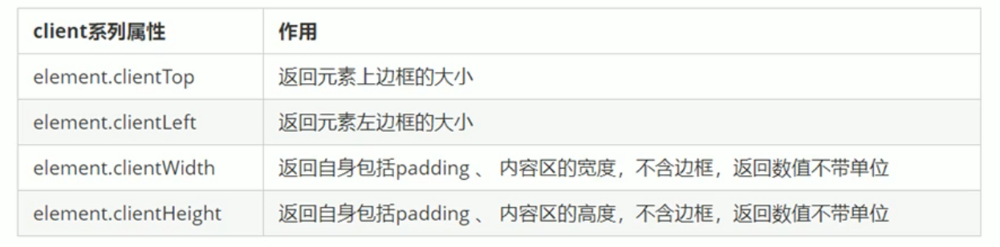 client系列属性 作用
element.clientTop 返回元素上边框的大小
element.clientLeft 返回元素左边框的大小
element.clientWidth 返回自身包括padding 、 内容区的宽度，不含边框，返回数值不带单位
element.clientHeight 返回自身包括padding 、 内容区的高度，不含边框，返回数值不带单位